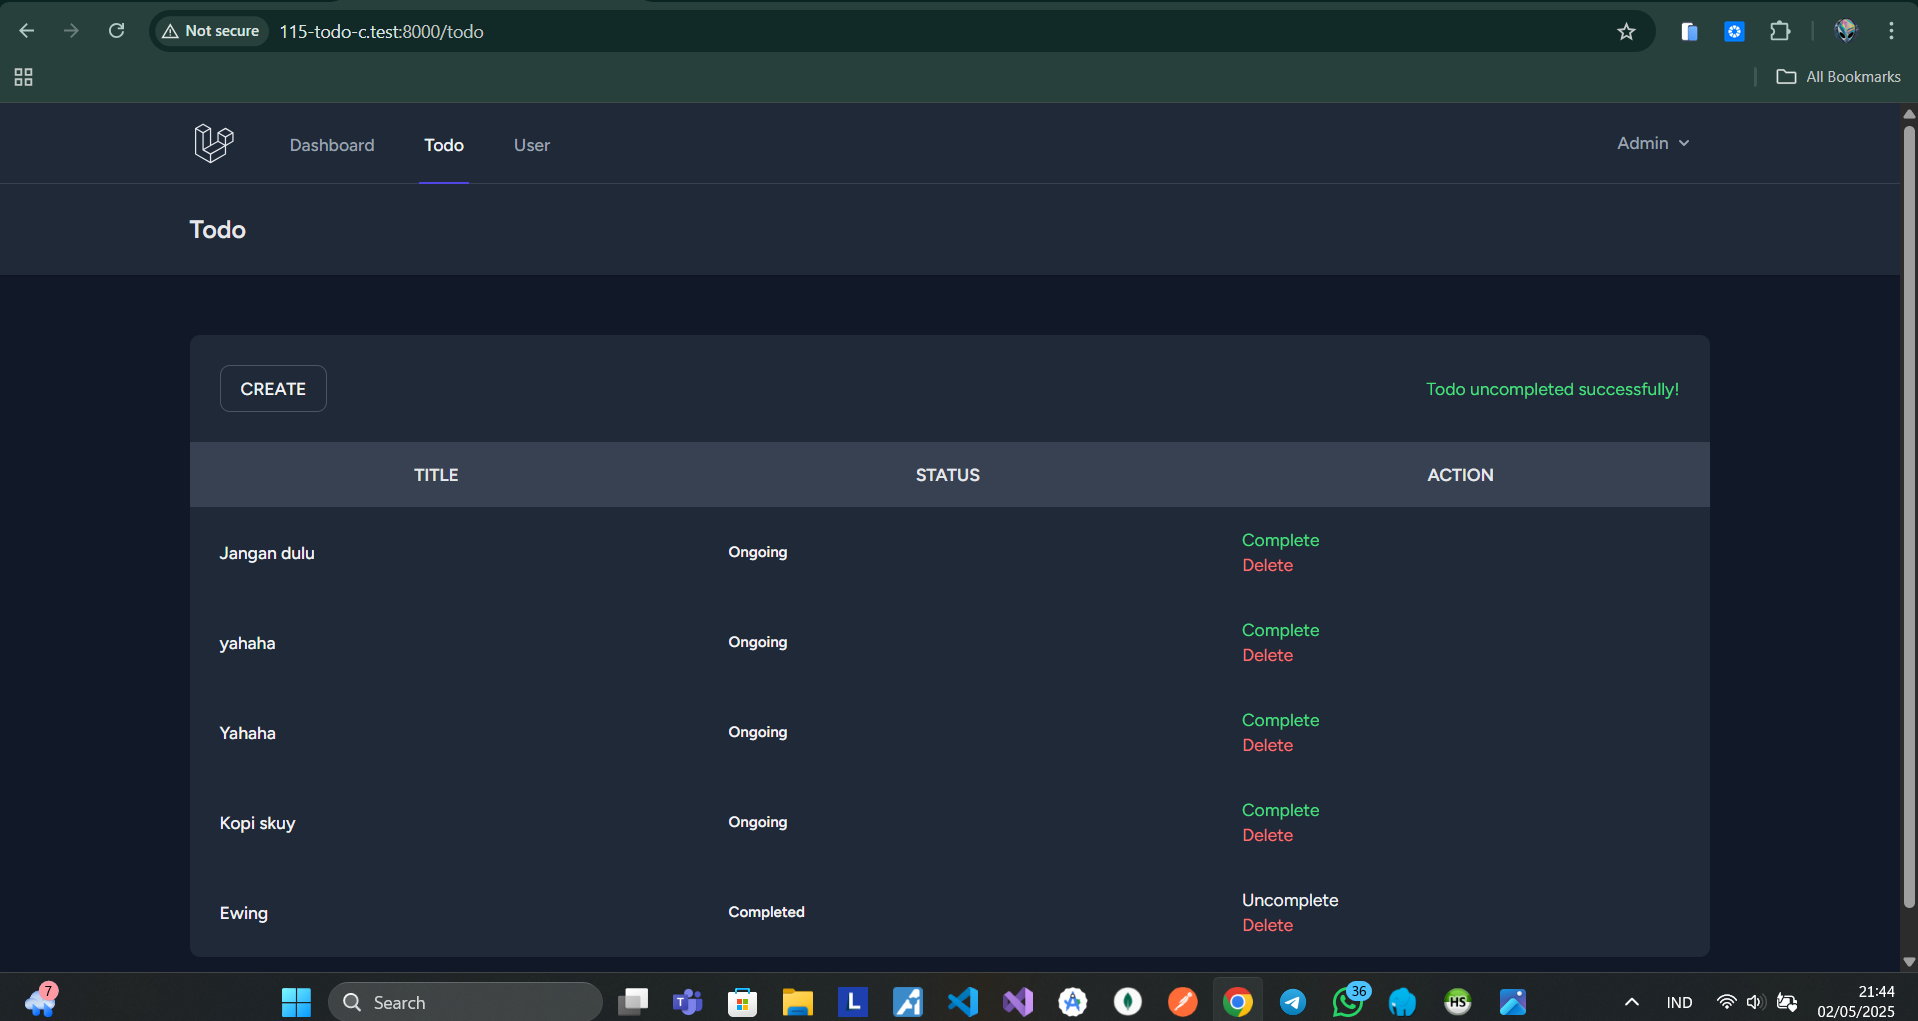 Not secure 115-todo-c.test:8000/todo
All Bookmarks
Dashboard Todo User Admin
Todo
CREATE Todo uncompleted successfully!
TITLE STATUS ACTION
Jangan dulu Ongoing Complete
Delete
yahaha Ongoing Complete
Delete
Yahaha Ongoing Complete
Delete
Kopi skuy Ongoing Complete
Delete
Ewing Completed Uncomplete
Delete
7 Search T L 36 HS IND 21:44
02/05/2025